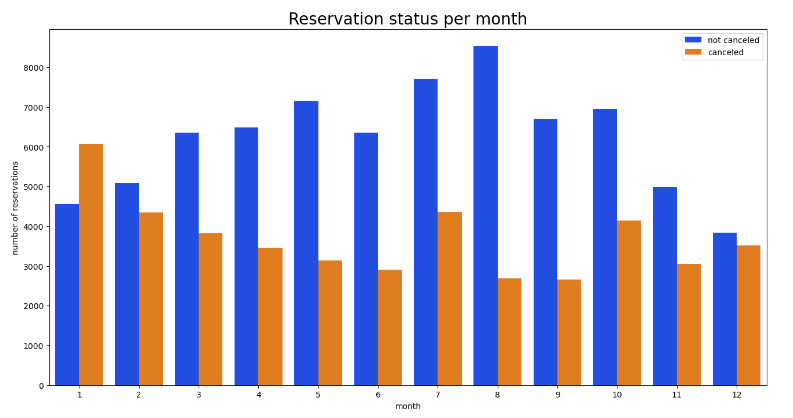 Reservation status per month
not canceled
canceled
number of reservations
8000
7000
6000
5000
4000
3000
2000
1000
0
1 2 3 4 5 6 7 8 9 10 11 12
month